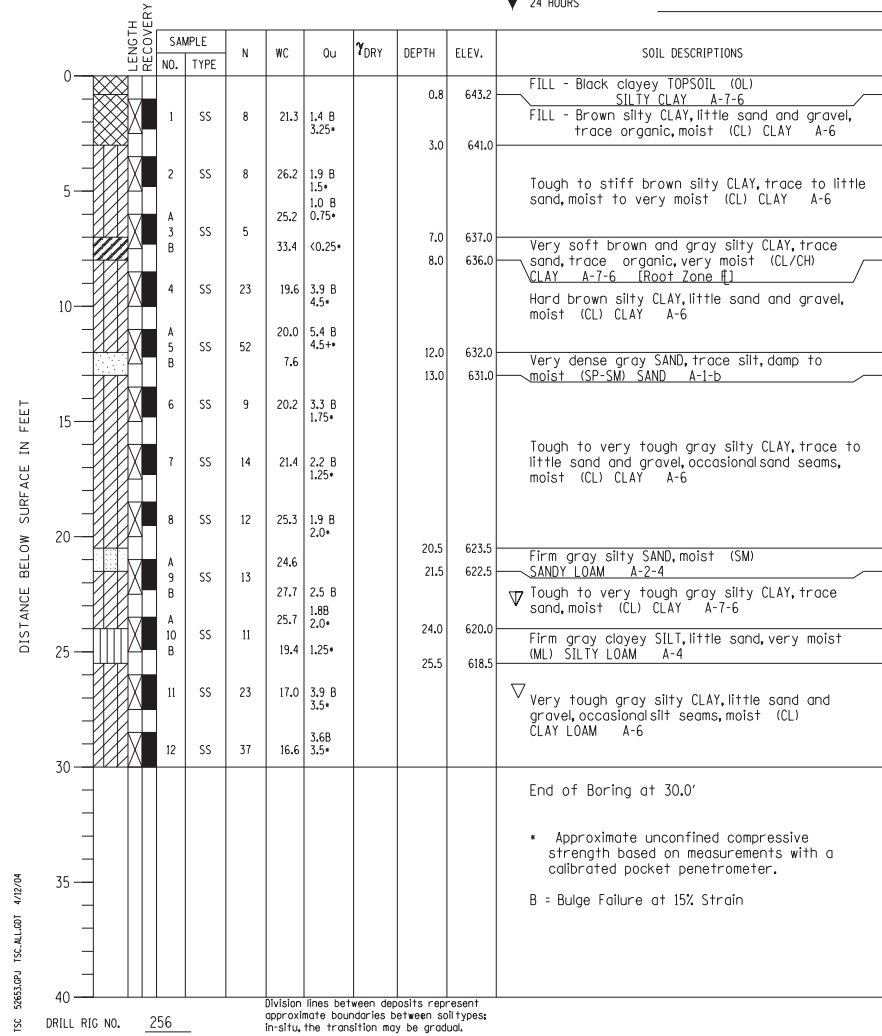 24 HOURS
LENGTH
RECOVERY
SAMPLE
NO. TYPE
N
WC
Qu
γDRY
DEPTH
ELEV.
SOIL DESCRIPTIONS
0
FILL - Black clayey TOPSOIL (OL)
0.8 643.2
SILTY CLAY A-7-6
1 SS 8 21.3 1.4 B
3.25*
FILL - Brown silty CLAY, little sand and gravel,
trace organic, moist (CL) CLAY A-6
3.0 641.0
2 SS 8 26.2 1.9 B
1.5*
5
Tough to stiff brown silty CLAY, trace to little
sand, moist to very moist (CL) CLAY A-6
1.0 B
A 25.2 0.75*
3 SS 5
B 33.4 <0.25*
7.0 637.0
Very soft brown and gray silty CLAY, trace
sand, trace organic, very moist (CL/CH)
8.0 636.0
CLAY A-7-6 [Root Zone F]
4 SS 23 19.6 3.9 B
4.5*
10
Hard brown silty CLAY, little sand and gravel,
moist (CL) CLAY A-6
A 20.0 5.4 B
5 SS 52 4.5+*
B 7.6
12.0 632.0
Very dense gray SAND, trace silt, damp to
13.0 631.0
moist (SP-SM) SAND A-1-b
6 SS 9 20.2 3.3 B
1.75*
15
7 SS 14 21.4 2.2 B
1.25*
Tough to very tough gray silty CLAY, trace to
little sand and gravel, occasional sand seams,
moist (CL) CLAY A-6
8 SS 12 25.3 1.9 B
2.0*
20
20.5 623.5
Firm gray silty SAND, moist (SM)
21.5 622.5
SANDY LOAM A-2-4
A 24.6
9 SS 13
B 27.7 2.5 B
Tough to very tough gray silty CLAY, trace
sand, moist (CL) CLAY A-7-6
1.8B
A 25.7 2.0*
10 SS 11
B 19.4 1.25*
24.0 620.0
Firm gray clayey SILT, little sand, very moist
(ML) SILTY LOAM A-4
25
25.5 618.5
11 SS 23 17.0 3.9 B
3.5*
Very tough gray silty CLAY, little sand and
gravel, occasional silt seams, moist (CL)
CLAY LOAM A-6
3.6B
12 SS 37 16.6 3.5*
30
End of Boring at 30.0'
* Approximate unconfined compressive
strength based on measurements with a
calibrated pocket penetrometer.
35
B = Bulge Failure at 15% Strain
40
DISTANCE BELOW SURFACE IN FEET
TSC 52653.GPJ TSC.ALL.GDT 4/12/04
DRILL RIG NO. 256
Division lines between deposits represent
approximate boundaries between soil types;
in-situ, the transition may be gradual.